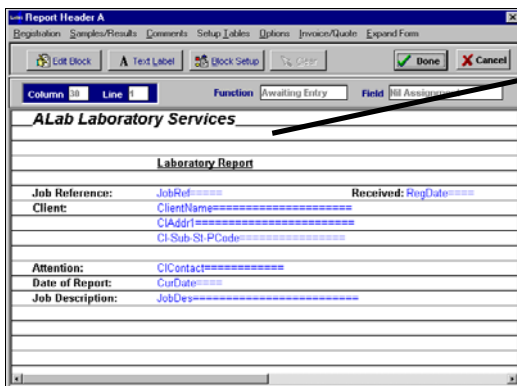 Report Header A
Registration Samples/Results Comments Setup Tables Options Invoice/Quote Expand Form
Edit Block A Text Label Block Setup Clear Done Cancel
Column 38 Line 1 Function Awaiting Entry Field Nil Assignment
ALab Laboratory Services
Laboratory Report
Job Reference: JobRef===== Received: RegDate====
Client: ClientName=====================
ClAddr1========================
Cl-Sub-St-PCode================
Attention: ClContact============
Date of Report: CurDate====
Job Description: JobDes=========================